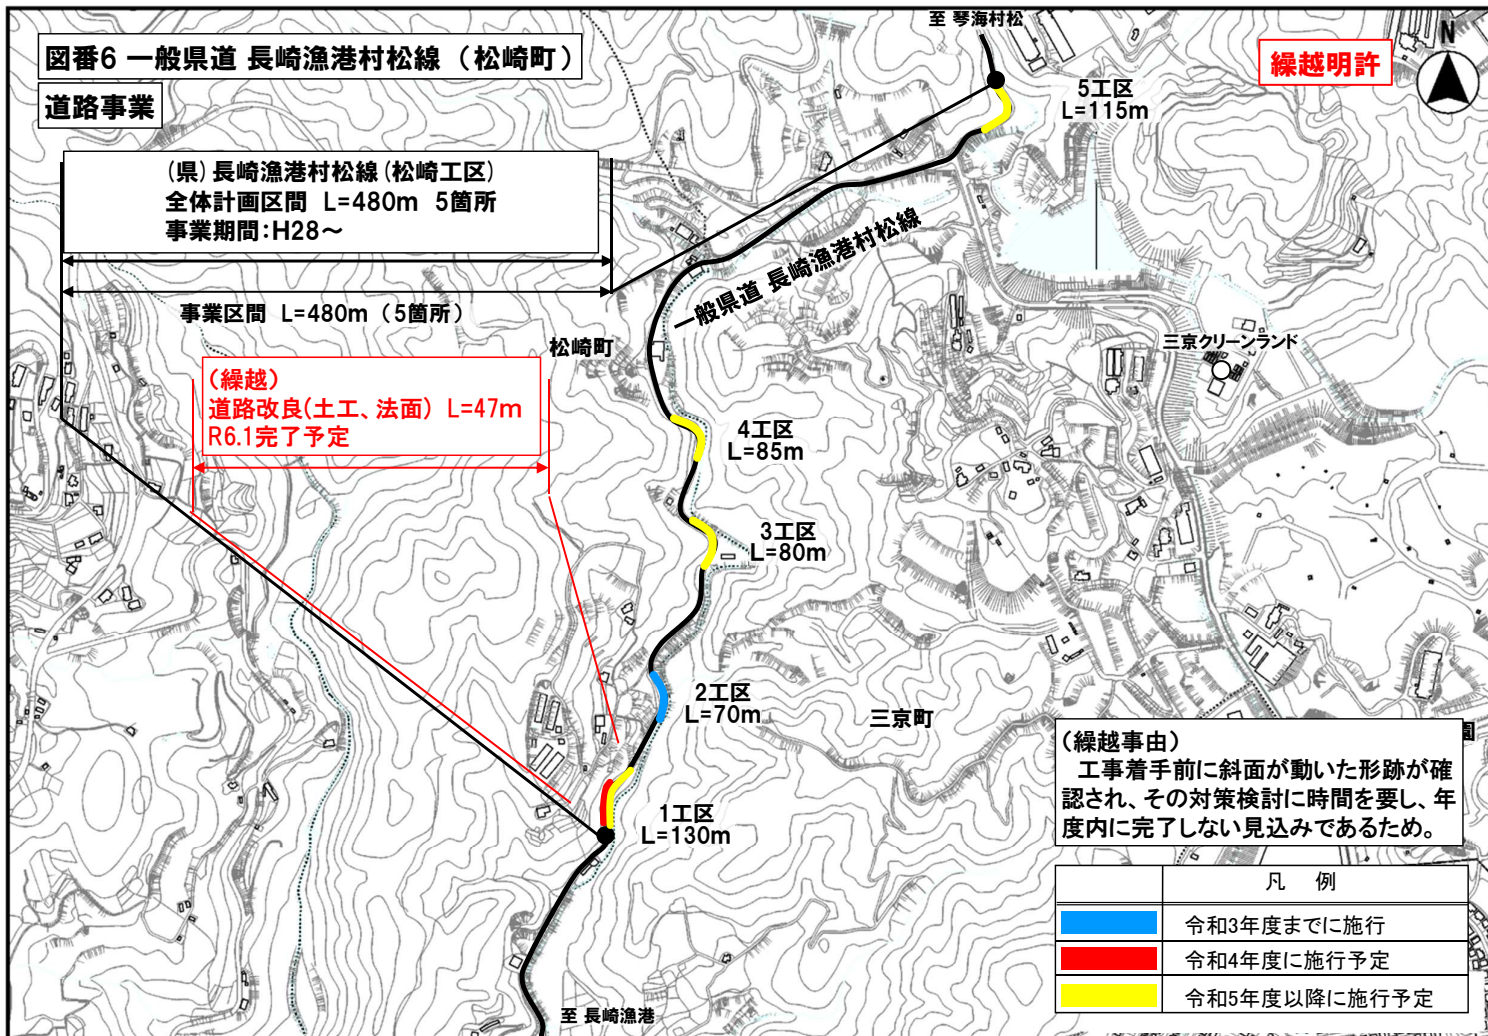 至 琴海村松
N
図番6 一般県道 長崎漁港村松線（松崎町）
繰越明許
道路事業
5工区
L=115m
(県)長崎漁港村松線(松崎工区)
全体計画区間 L=480m 5箇所
事業期間:H28～
一般県道 長崎漁港村松線
事業区間 L=480m（5箇所）
松崎町
三京クリーンランド
(繰越)
道路改良(土工、法面) L=47m
R6.1完了予定
4工区
L=85m
3工区
L=80m
2工区
L=70m
三京町
園
(繰越事由)
工事着手前に斜面が動いた形跡が確
認され、その対策検討に時間を要し、年
度内に完了しない見込みであるため。
1工区
L=130m
凡 例
令和3年度までに施行
令和4年度に施行予定
令和5年度以降に施行予定
至 長崎漁港